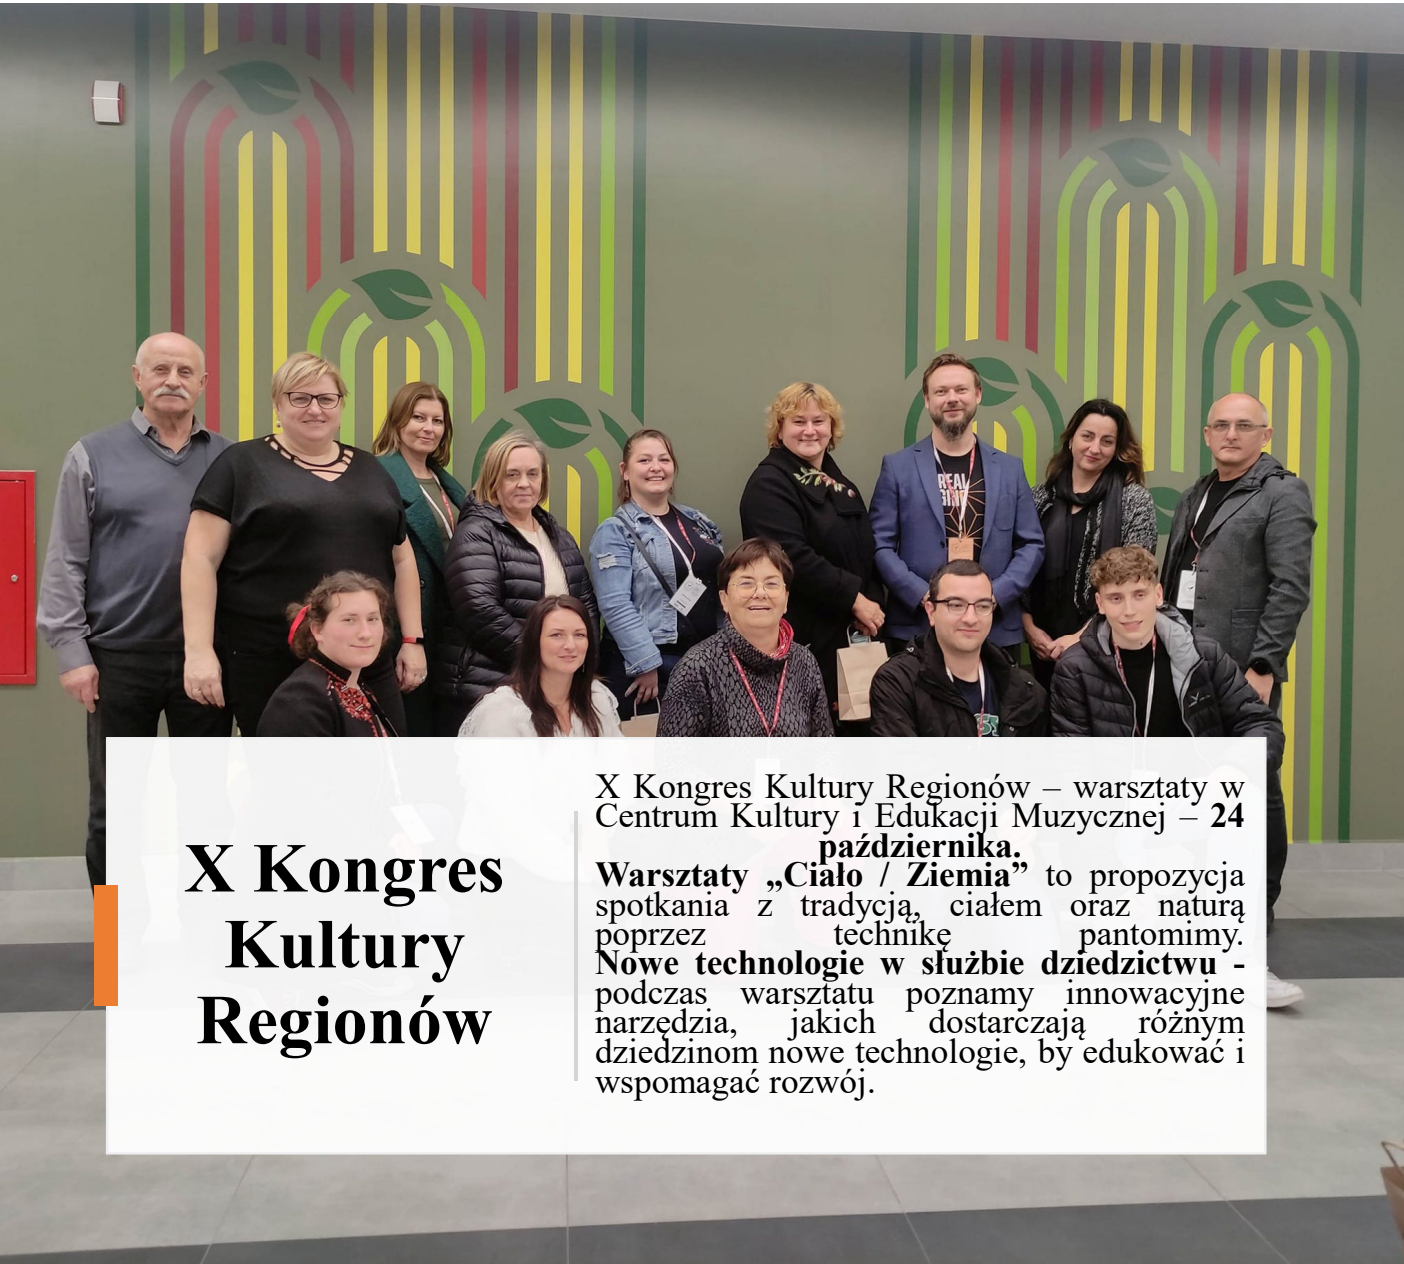 REAL
X Kongres
Kultury
Regionów
X Kongres Kultury Regionów – warsztaty w
Centrum Kultury i Edukacji Muzycznej – 24
października.
Warsztaty „Ciało / Ziemia” to propozycja
spotkania z tradycją, ciałem oraz naturą
poprzez technikę pantomimy.
Nowe technologie w służbie dziedzictwu -
podczas warsztatu poznamy innowacyjne
narzędzia, jakich dostarczają różnym
dziedzinom nowe technologie, by edukować i
wspomagać rozwój.